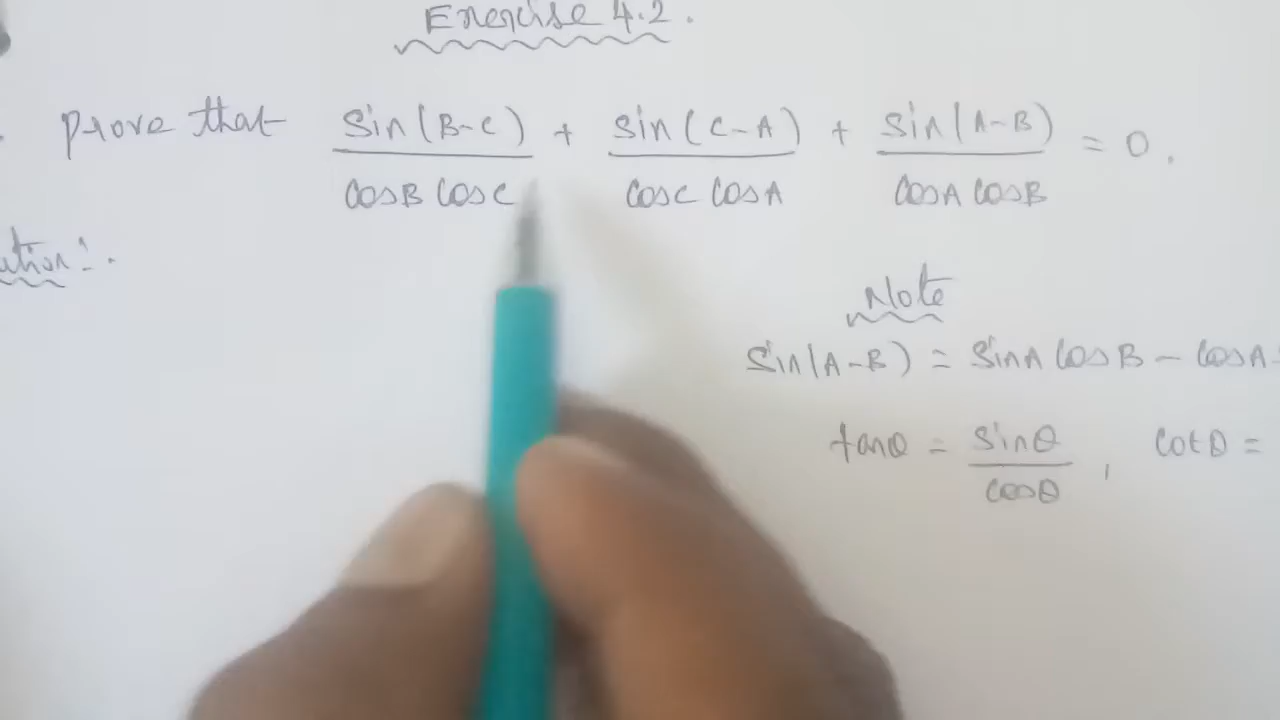 Exercise 4.2.
. Prove that sin(B-C)/cosB cosC + sin(C-A)/cosC cosA + sin(A-B)/cosA cosB = 0.
ution:.
Note
sin(A-B) = sinA cosB - cosA
tanθ = sinθ/cosθ, cotθ =